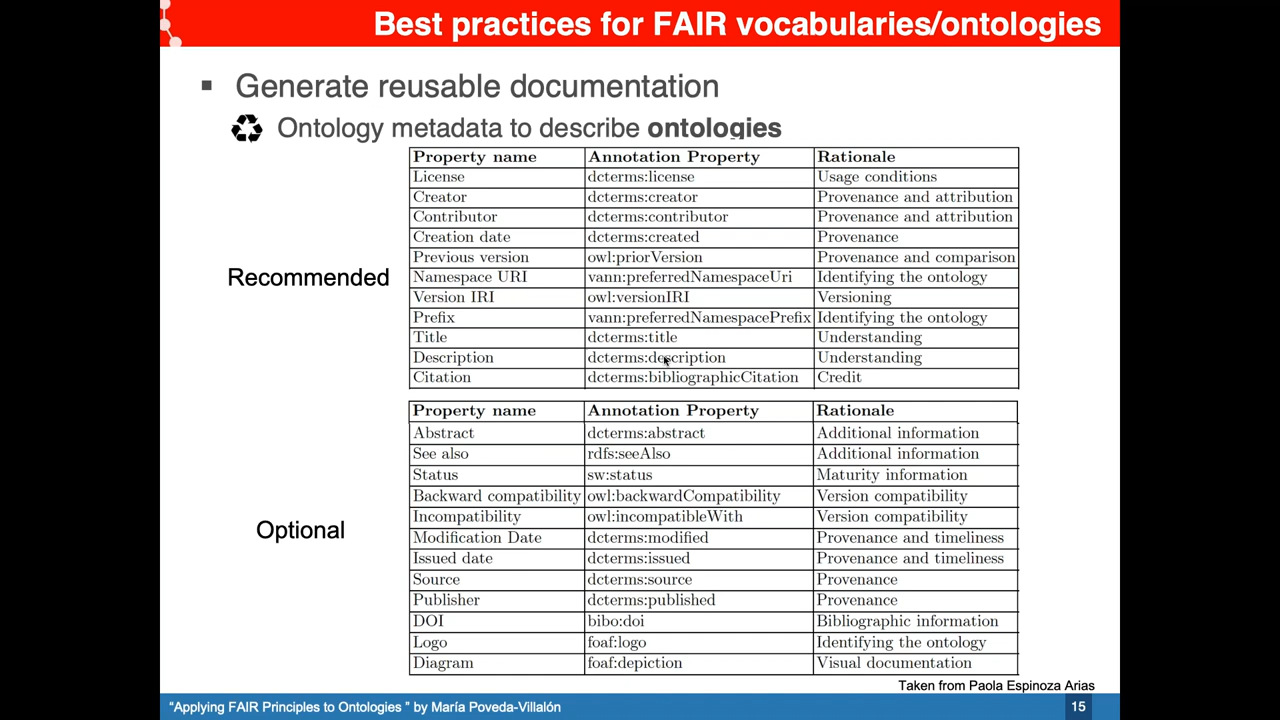 Best practices for FAIR vocabularies/ontologies
Generate reusable documentation
Ontology metadata to describe ontologies
Recommended
Property name Annotation Property Rationale
License dcterms:license Usage conditions
Creator dcterms:creator Provenance and attribution
Contributor dcterms:contributor Provenance and attribution
Creation date dcterms:created Provenance
Previous version owl:priorVersion Provenance and comparison
Namespace URI vann:preferredNamespaceUri Identifying the ontology
Version IRI owl:versionIRI Versioning
Prefix vann:preferredNamespacePrefix Identifying the ontology
Title dcterms:title Understanding
Description dcterms:description Understanding
Citation dcterms:bibliographicCitation Credit
Optional
Property name Annotation Property Rationale
Abstract dcterms:abstract Additional information
See also rdfs:seeAlso Additional information
Status sw:status Maturity information
Backward compatibility owl:backwardCompatibility Version compatibility
Incompatibility owl:incompatibleWith Version compatibility
Modification Date dcterms:modified Provenance and timeliness
Issued date dcterms:issued Provenance and timeliness
Source dcterms:source Provenance
Publisher dcterms:published Provenance
DOI bibo:doi Bibliographic information
Logo foaf:logo Identifying the ontology
Diagram foaf:depiction Visual documentation
Taken from Paola Espinoza Arias
“Applying FAIR Principles to Ontologies ” by María Poveda-Villalón 15